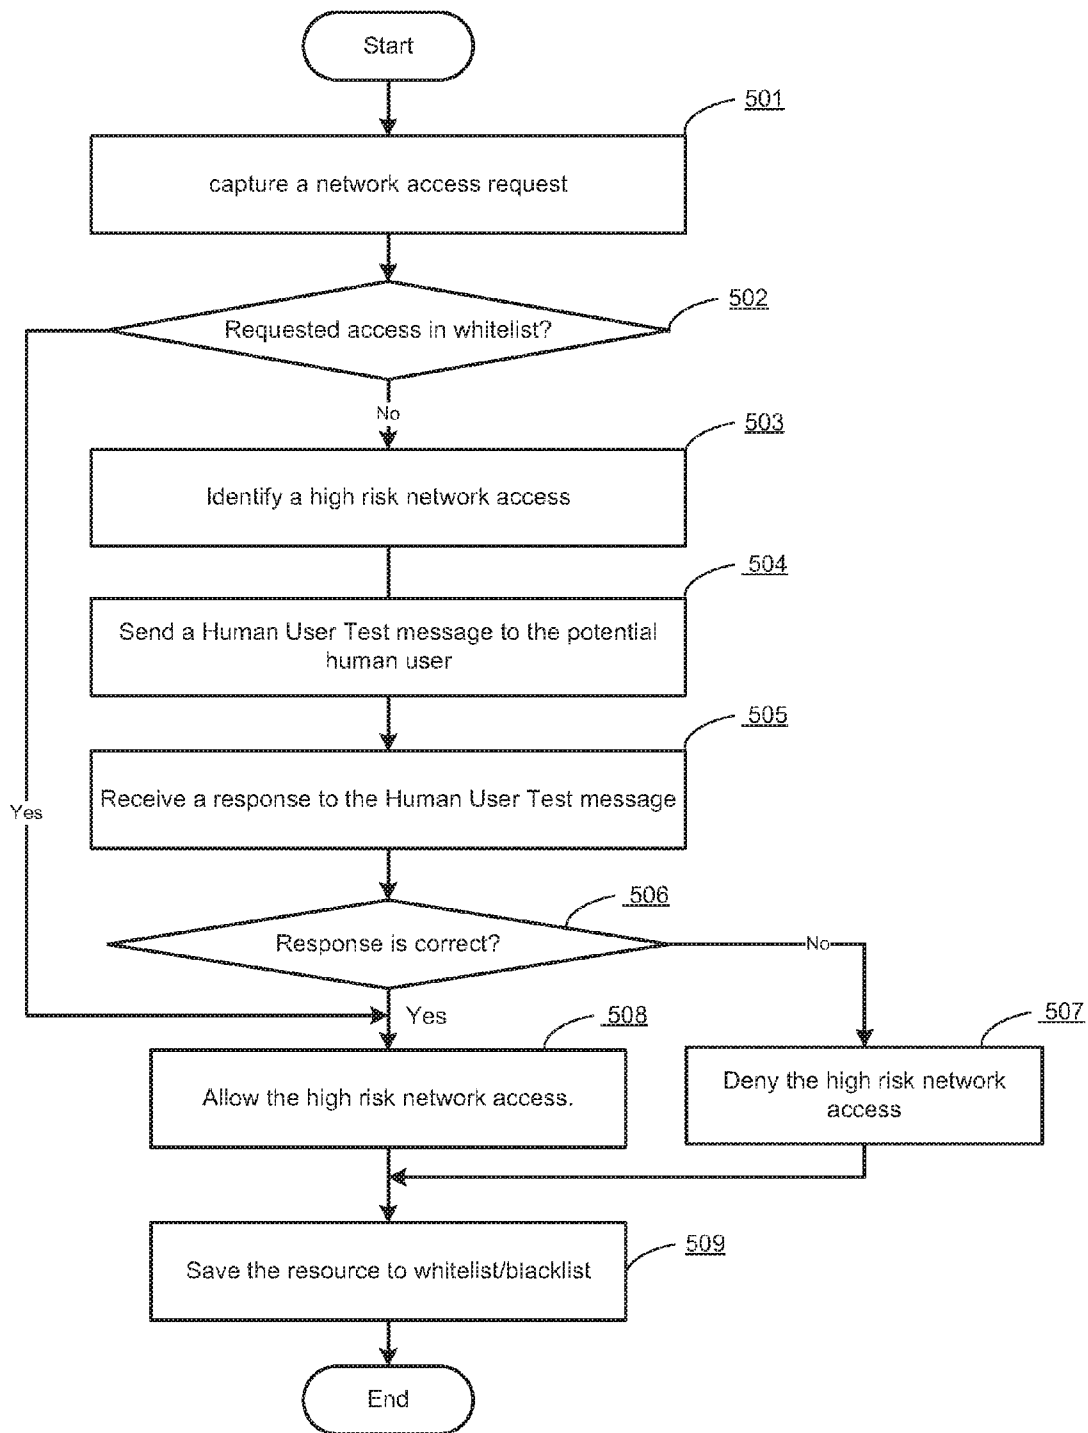 Start
501
capture a network access request
502
Requested access in whitelist?
No
503
Identify a high risk network access
504
Send a Human User Test message to the potential
human user
505
Receive a response to the Human User Test message
Yes
506
Response is correct?
No
Yes
508
507
Allow the high risk network access.
Deny the high risk network
access
509
Save the resource to whitelist/blacklist
End